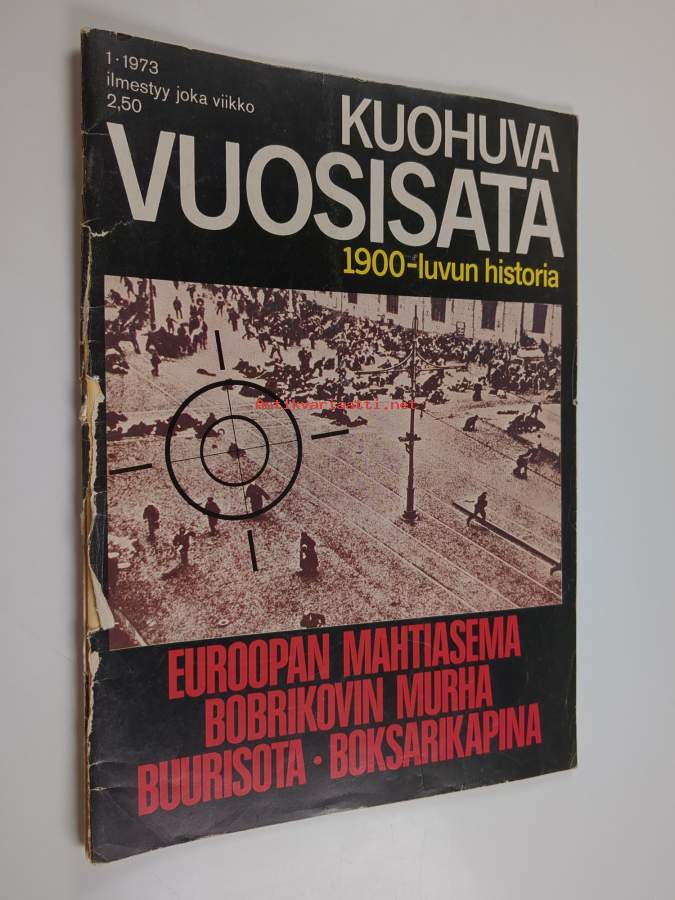 1·1973
ilmestyy joka viikko
2,50
KUOHUVA
VUOSISATA
1900-luvun historia
antikvariaatti.net
EUROOPAN MAHTIASEMA
BOBRIKOVIN MURHA
BUURISOTA · BOKSARIKAPINA